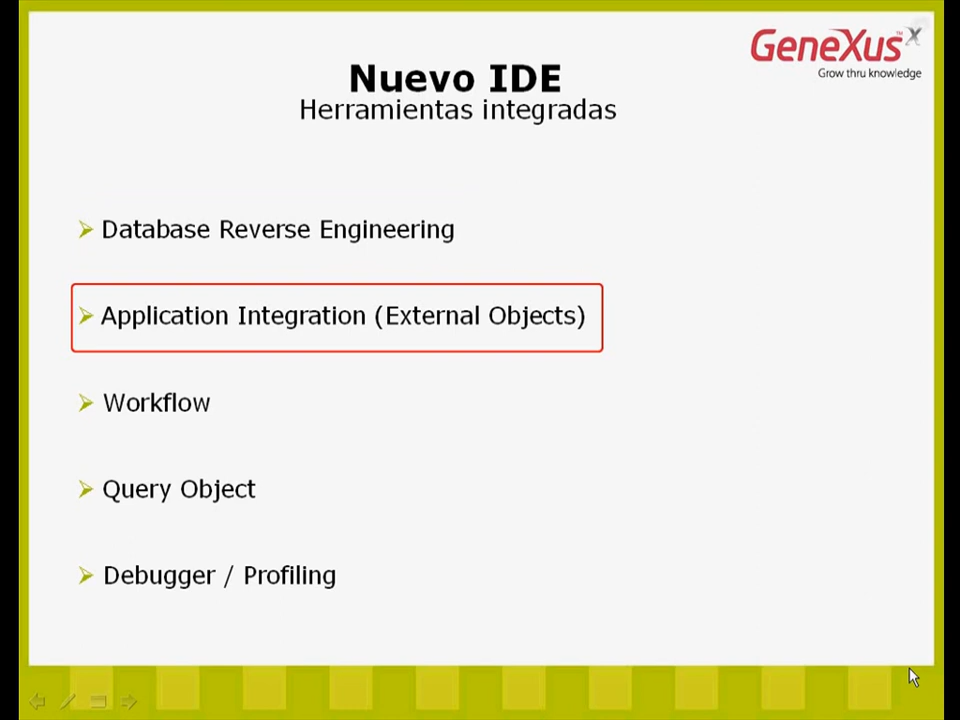 GeneXus™ X
Grow thru knowledge
Nuevo IDE
Herramientas integradas
Database Reverse Engineering
Application Integration (External Objects)
Workflow
Query Object
Debugger / Profiling